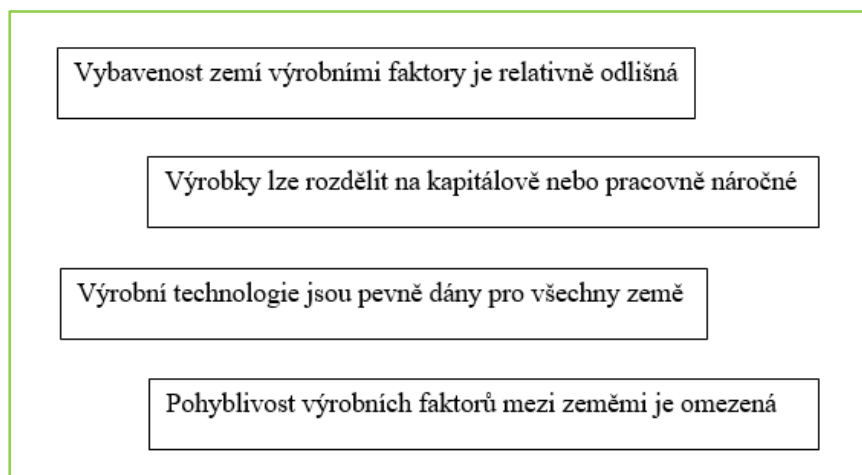 Vybavenost zemí výrobními faktory je relativně odlišná
Výrobky lze rozdělit na kapitálově nebo pracovně náročné
Výrobní technologie jsou pevně dány pro všechny země
Pohyblivost výrobních faktorů mezi zeměmi je omezená